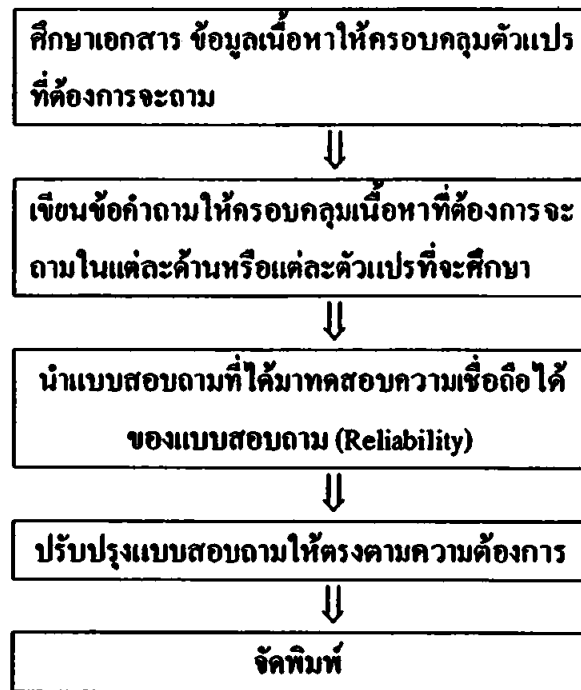 ศึกษาเอกสาร ข้อมูลเนื้อหาให้ครอบคลุมตัวแปร
ที่ต้องการจะถาม
เขียนข้อคำถามให้ครอบคลุมเนื้อหาที่ต้องการจะ
ถามในแต่ละด้านหรือแต่ละตัวแปรที่จะศึกษา
นำแบบสอบถามที่ได้มาทดสอบความเชื่อถือได้
ของแบบสอบถาม (Reliability)
ปรับปรุงแบบสอบถามให้ตรงตามความต้องการ
จัดพิมพ์